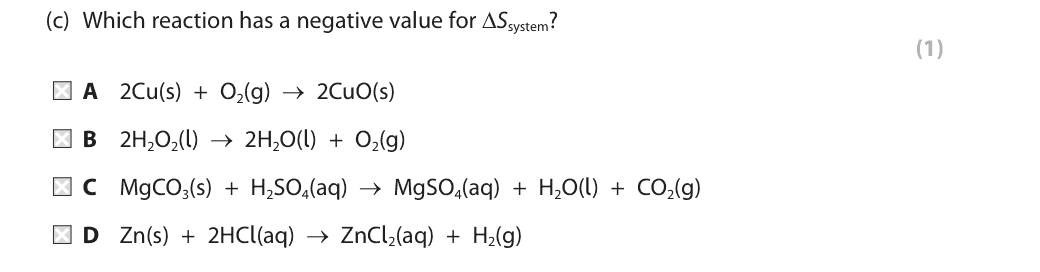 (c) Which reaction has a negative value for ΔSsystem?
(1)
A 2Cu(s) + O₂(g) → 2CuO(s)
B 2H₂O₂(l) → 2H₂O(l) + O₂(g)
C MgCO₃(s) + H₂SO₄(aq) → MgSO₄(aq) + H₂O(l) + CO₂(g)
D Zn(s) + 2HCl(aq) → ZnCl₂(aq) + H₂(g)